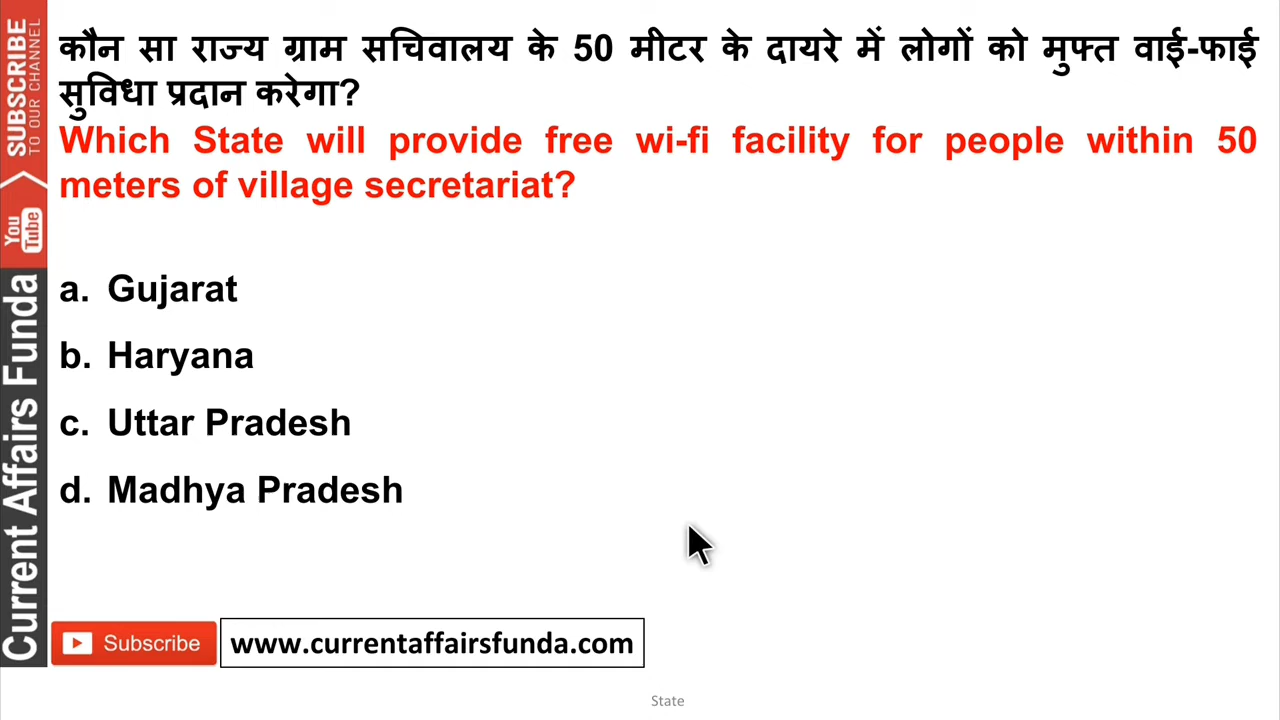 कौन सा राज्य ग्राम सचिवालय के 50 मीटर के दायरे में लोगों को मुफ्त वाई-फाई
सुविधा प्रदान करेगा?
Which State will provide free wi-fi facility for people within 50
meters of village secretariat?
a. Gujarat
b. Haryana
c. Uttar Pradesh
d. Madhya Pradesh
SUBSCRIBE
TO OUR CHANNEL
You
Tube
Current Affairs Funda
Subscribe
www.currentaffairsfunda.com
State